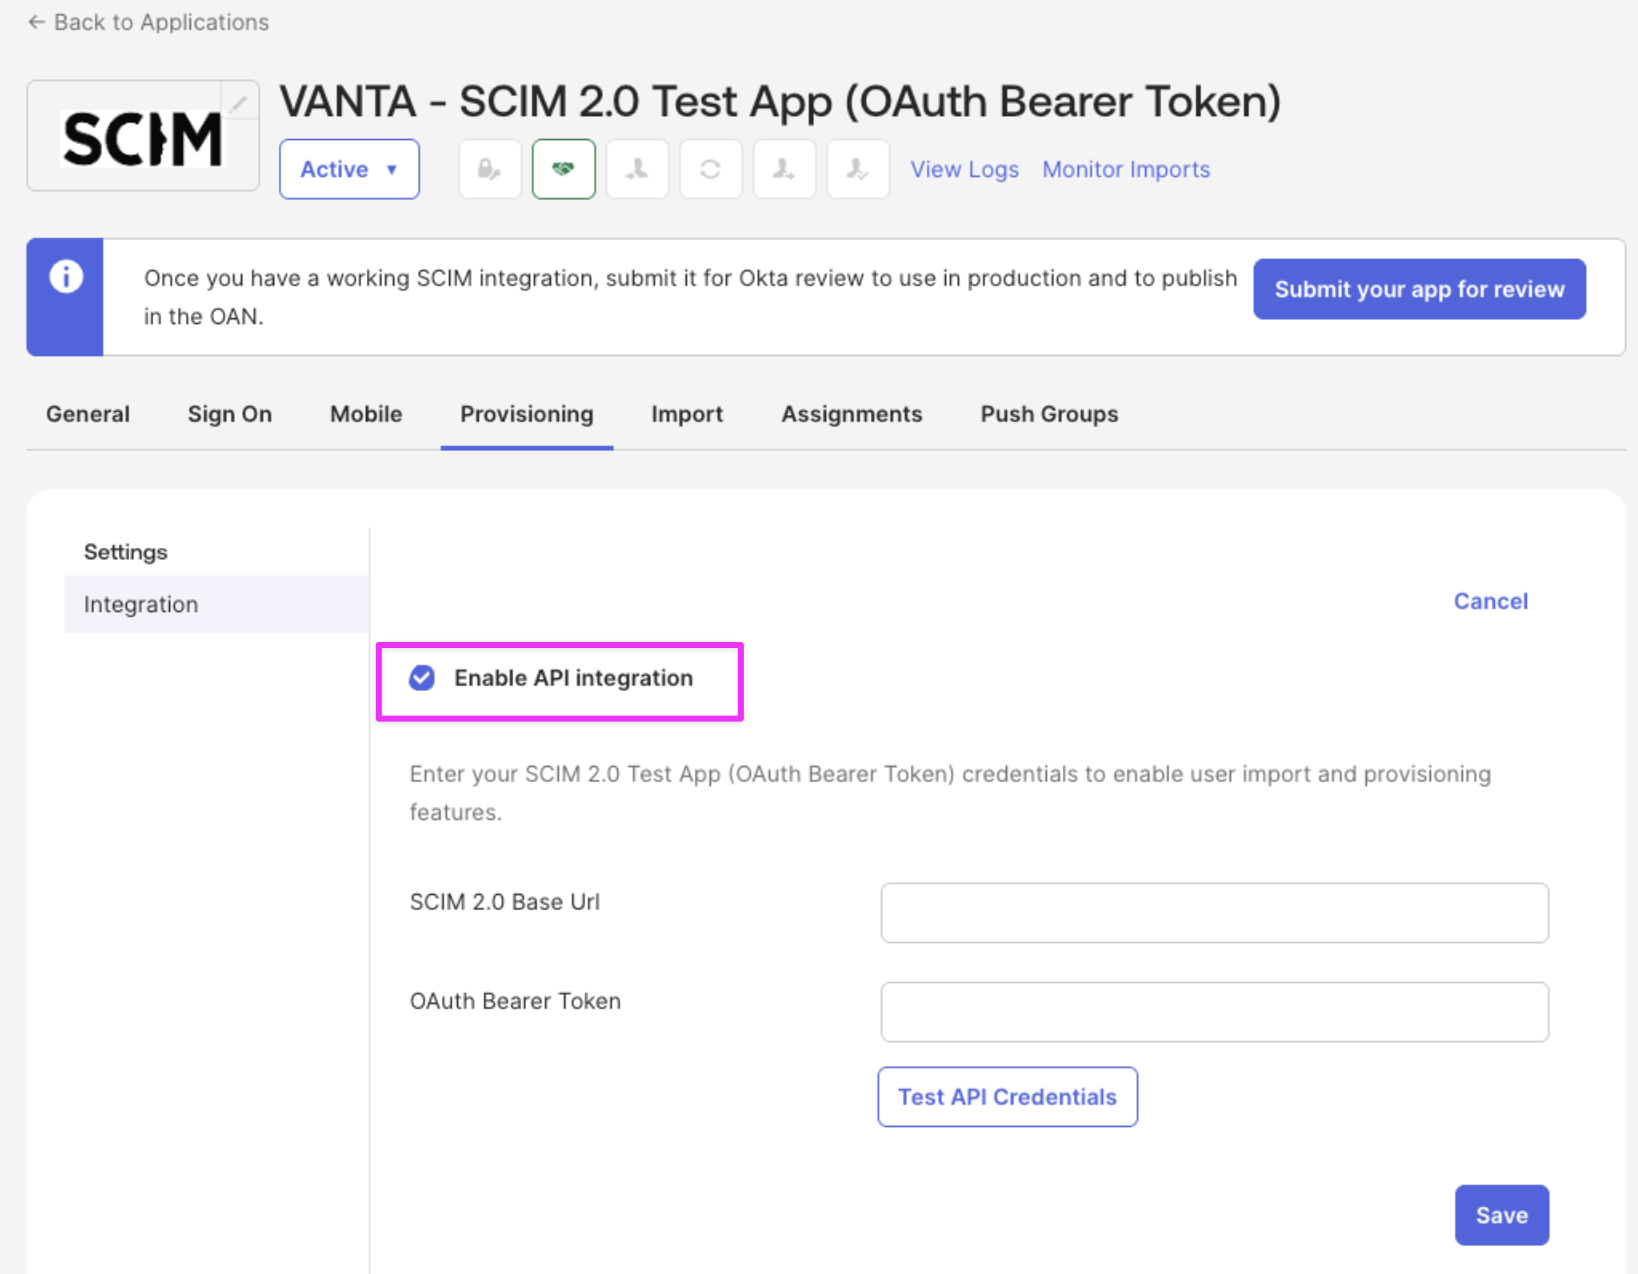 ← Back to Applications
SCIM
VANTA - SCIM 2.0 Test App (OAuth Bearer Token)
Active ▼
View Logs Monitor Imports
Once you have a working SCIM integration, submit it for Okta review to use in production and to publish
in the OAN.
Submit your app for review
General Sign On Mobile Provisioning Import Assignments Push Groups
Settings
Integration
Cancel
Enable API integration
Enter your SCIM 2.0 Test App (OAuth Bearer Token) credentials to enable user import and provisioning
features.
SCIM 2.0 Base Url
OAuth Bearer Token
Test API Credentials
Save